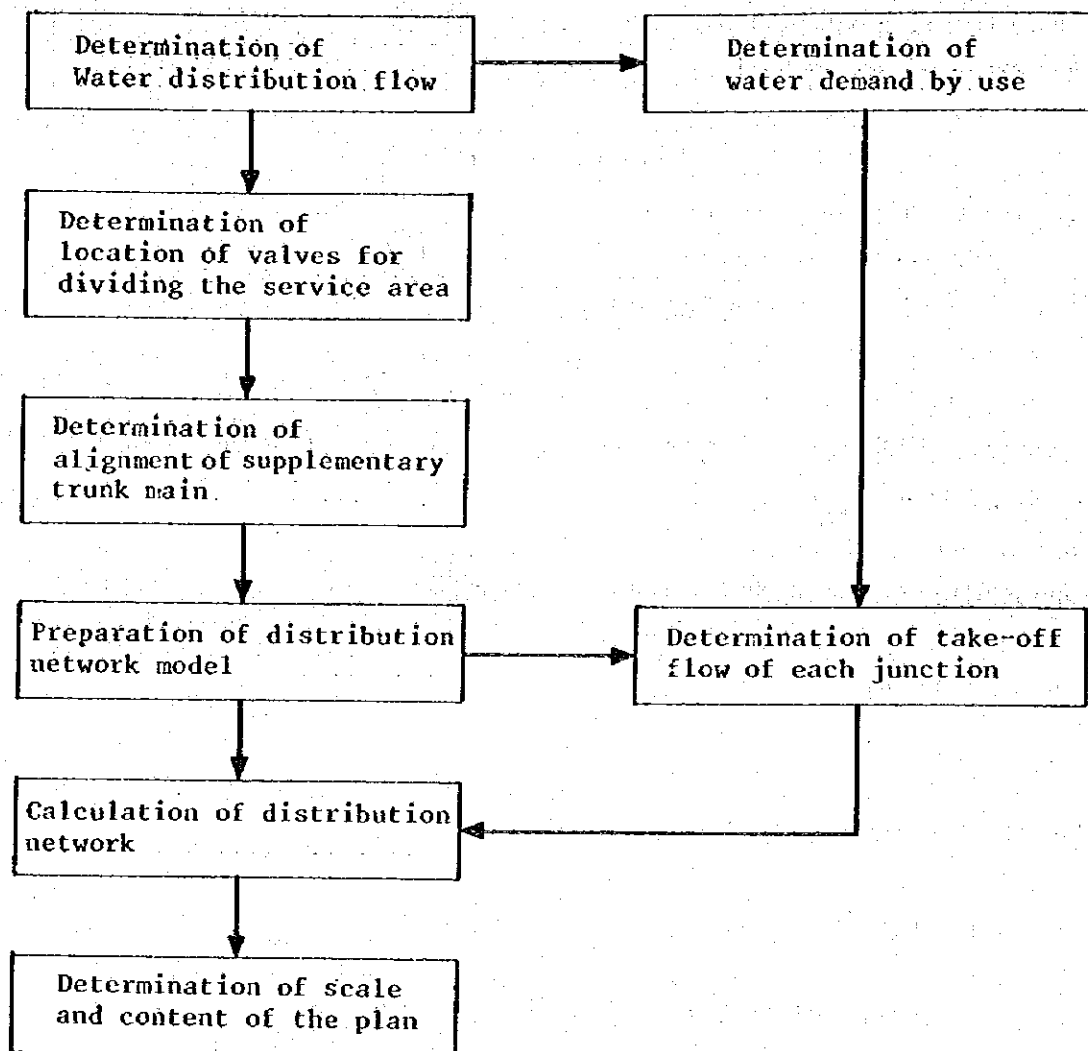 Determination of
Water distribution flow
Determination of
water demand by use
Determination of
location of valves for
dividing the service area
Determination of
alignment of supplementary
trunk main
Preparation of distribution
network model
Determination of take-off
flow of each junction
Calculation of distribution
network
Determination of scale
and content of the plan